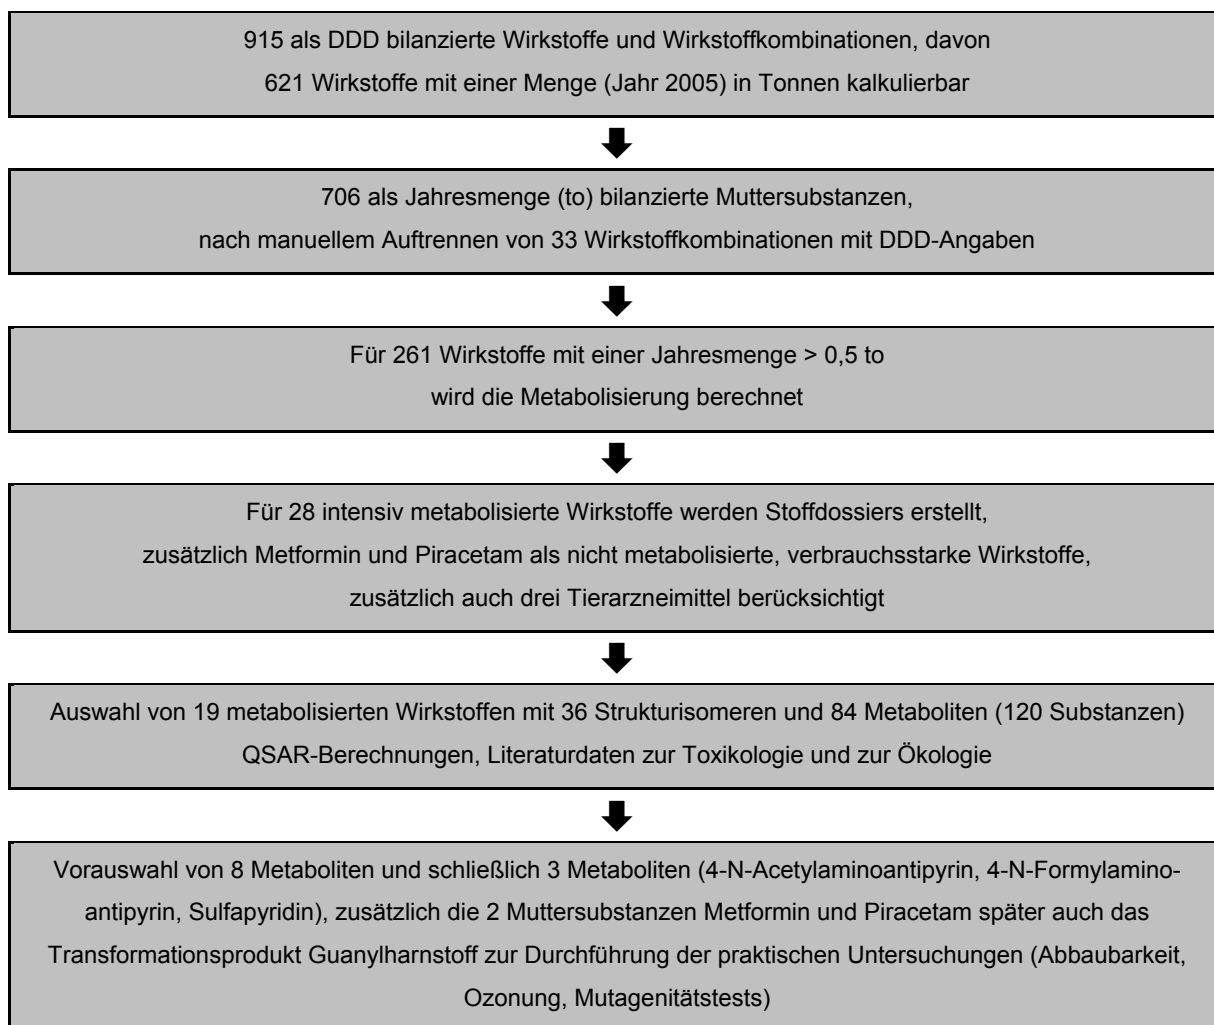 915 als DDD bilanzierte Wirkstoffe und Wirkstoffkombinationen, davon
621 Wirkstoffe mit einer Menge (Jahr 2005) in Tonnen kalkulierbar
706 als Jahresmenge (to) bilanzierte Muttersubstanzen,
nach manuellem Auftrennen von 33 Wirkstoffkombinationen mit DDD-Angaben
Für 261 Wirkstoffe mit einer Jahresmenge > 0,5 to
wird die Metabolisierung berechnet
Für 28 intensiv metabolisierte Wirkstoffe werden Stoffdossiers erstellt,
zusätzlich Metformin und Piracetam als nicht metabolisierte, verbrauchsstarke Wirkstoffe,
zusätzlich auch drei Tierarzneimittel berücksichtigt
Auswahl von 19 metabolisierten Wirkstoffen mit 36 Strukturisomeren und 84 Metaboliten (120 Substanzen)
QSAR-Berechnungen, Literaturdaten zur Toxikologie und zur Ökologie
Vorauswahl von 8 Metaboliten und schließlich 3 Metaboliten (4-N-Acetylaminoantipyrin, 4-N-Formylamino-
antipyrin, Sulfapyridin), zusätzlich die 2 Muttersubstanzen Metformin und Piracetam später auch das
Transformationsprodukt Guanylharnstoff zur Durchführung der praktischen Untersuchungen (Abbaubarkeit,
Ozonung, Mutagenitätstests)